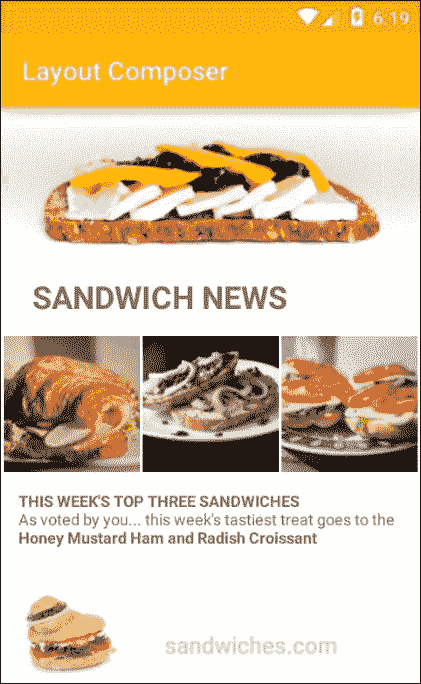 6:19
Layout Composer
SANDWICH NEWS
THIS WEEK'S TOP THREE SANDWICHES
As voted by you... this week's tastiest treat goes to the
Honey Mustard Ham and Radish Croissant
sandwiches.com